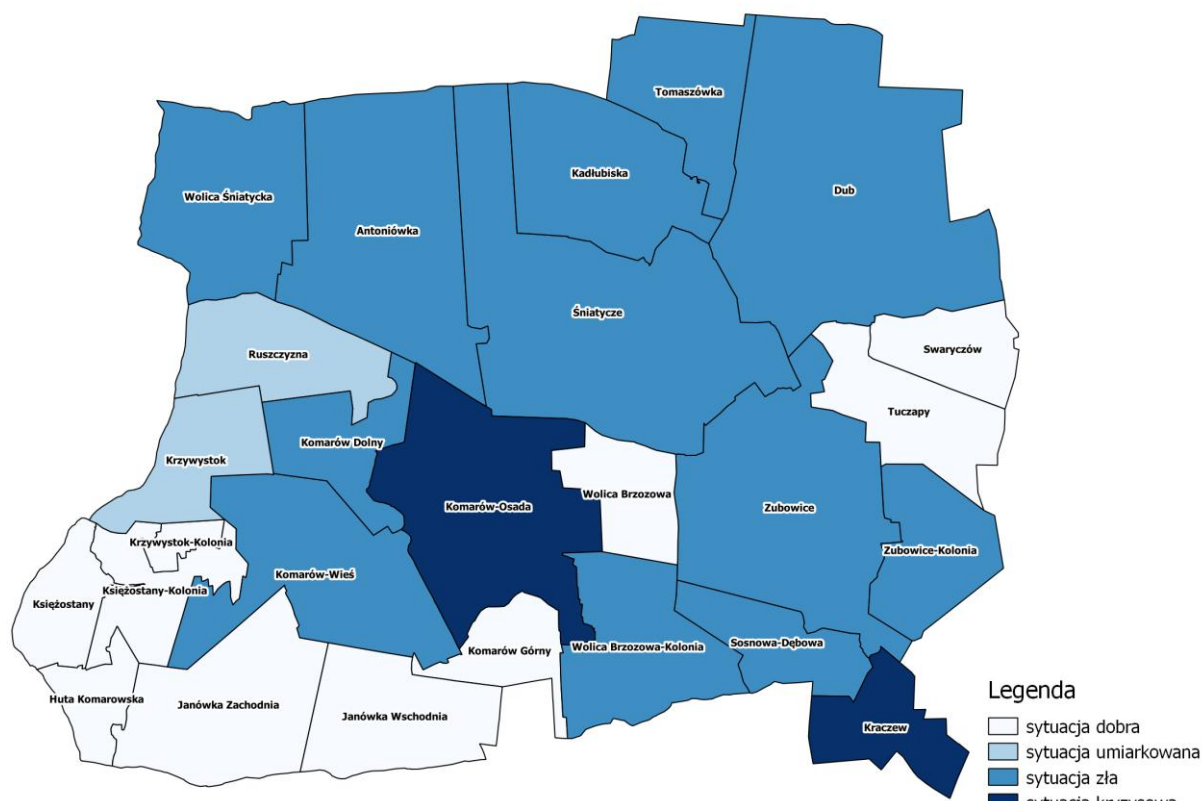 Tomaszówka
Kadłubiska
Dub
Wolica Śniatycka
Antoniówka
Śniatycze
Swaryczów
Ruszczyzna
Tuczapy
Komarów Dolny
Krzywystok
Wolica Brzozowa
Komarów-Osada
Zubowice
Krzywystok-Kolonia
Zubowice-Kolonia
Komarów-Wieś
Księżostany-Kolonia
Księżostany
Sosnowa-Dębowa
Wolica Brzozowa-Kolonia
Komarów Górny
Huta Komarowska
Janówka Zachodnia
Janówka Wschodnia
Kraczew
Legenda
sytuacja dobra
sytuacja umiarkowana
sytuacja zła
sytuacja kryzysowa